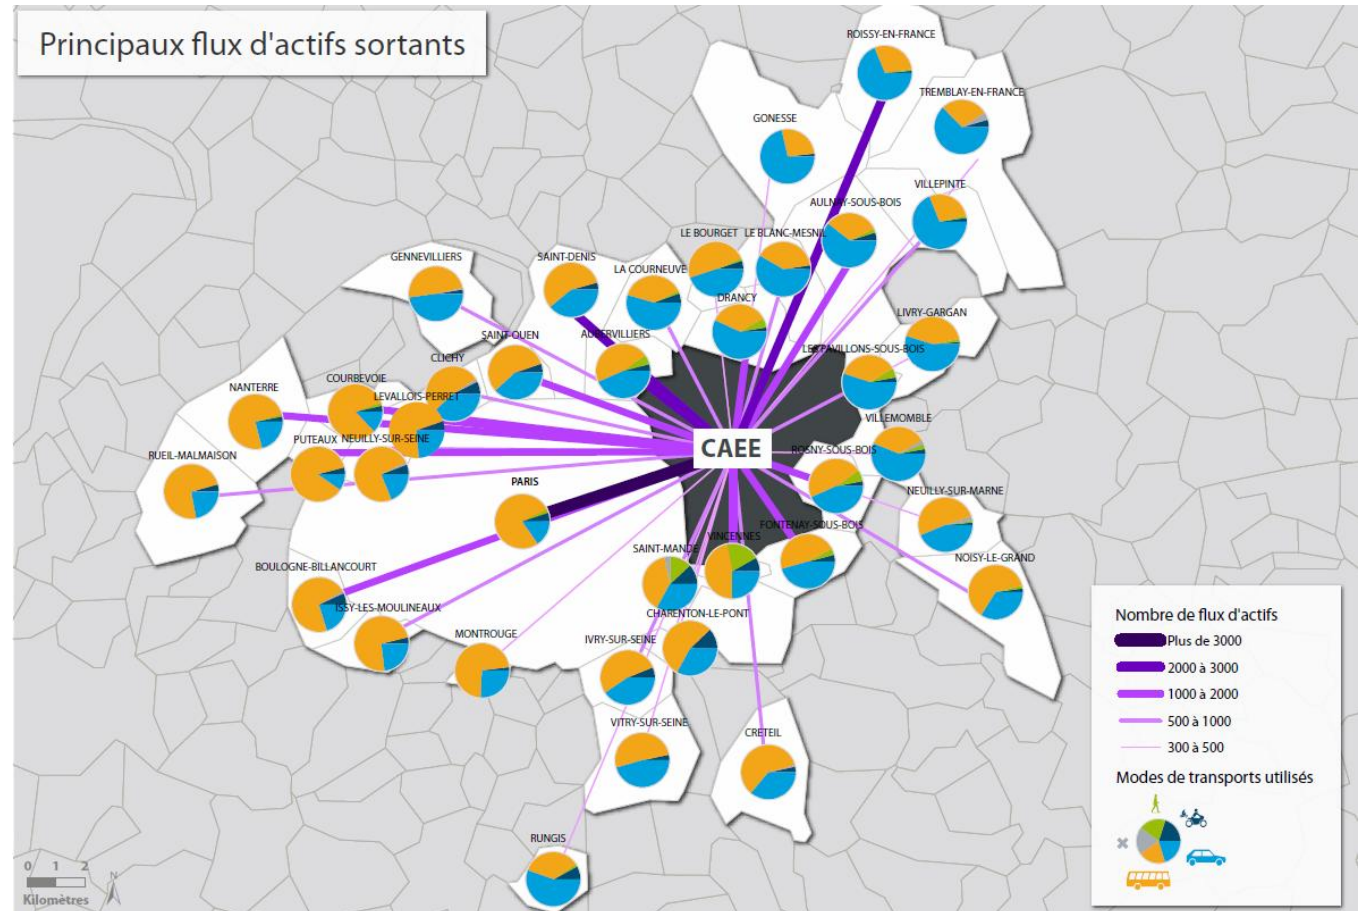 Principaux flux d'actifs sortants
ROISSY-EN-FRANCE
TREMBLAY-EN-FRANCE
GONESSE
VILLEPINTE
AULNAY-SOUS-BOIS
LE BOURGET
LE BLANC-MESNIL
GENNEVILLIERS
SAINT-DENIS
LA COURNEUVE
DRANCY
LIVRY-GARGAN
SAINT-OUEN
AUBERVILLIERS
LES PAVILLONS-SOUS-BOIS
CLICHY
NANTERRE
COURBEVOIE
LEVALLOIS-PERRET
VILLEMOMBLE
PUTEAUX
NEUILLY-SUR-SEINE
CAEE
ROSNY-SOUS-BOIS
RUEIL-MALMAISON
PARIS
NEUILLY-SUR-MARNE
FONTENAY-SOUS-BOIS
VINCENNES
SAINT-MANDE
NOISY-LE-GRAND
BOULOGNE-BILLANCOURT
ISSY-LES-MOULINEAUX
CHARENTON-LE-PONT
MONTROUGE
IVRY-SUR-SEINE
VITRY-SUR-SEINE
CRETEIL
RUNGIS
Nombre de flux d'actifs
Plus de 3000
2000 à 3000
1000 à 2000
500 à 1000
300 à 500
Modes de transports utilisés
0 1 2
Kilomètres
N